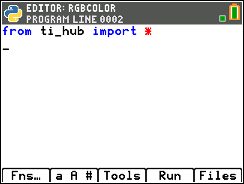 EDITOR: RGBCOLOR
PROGRAM LINE 0002
from ti_hub import *
Fns… a A # Tools Run Files